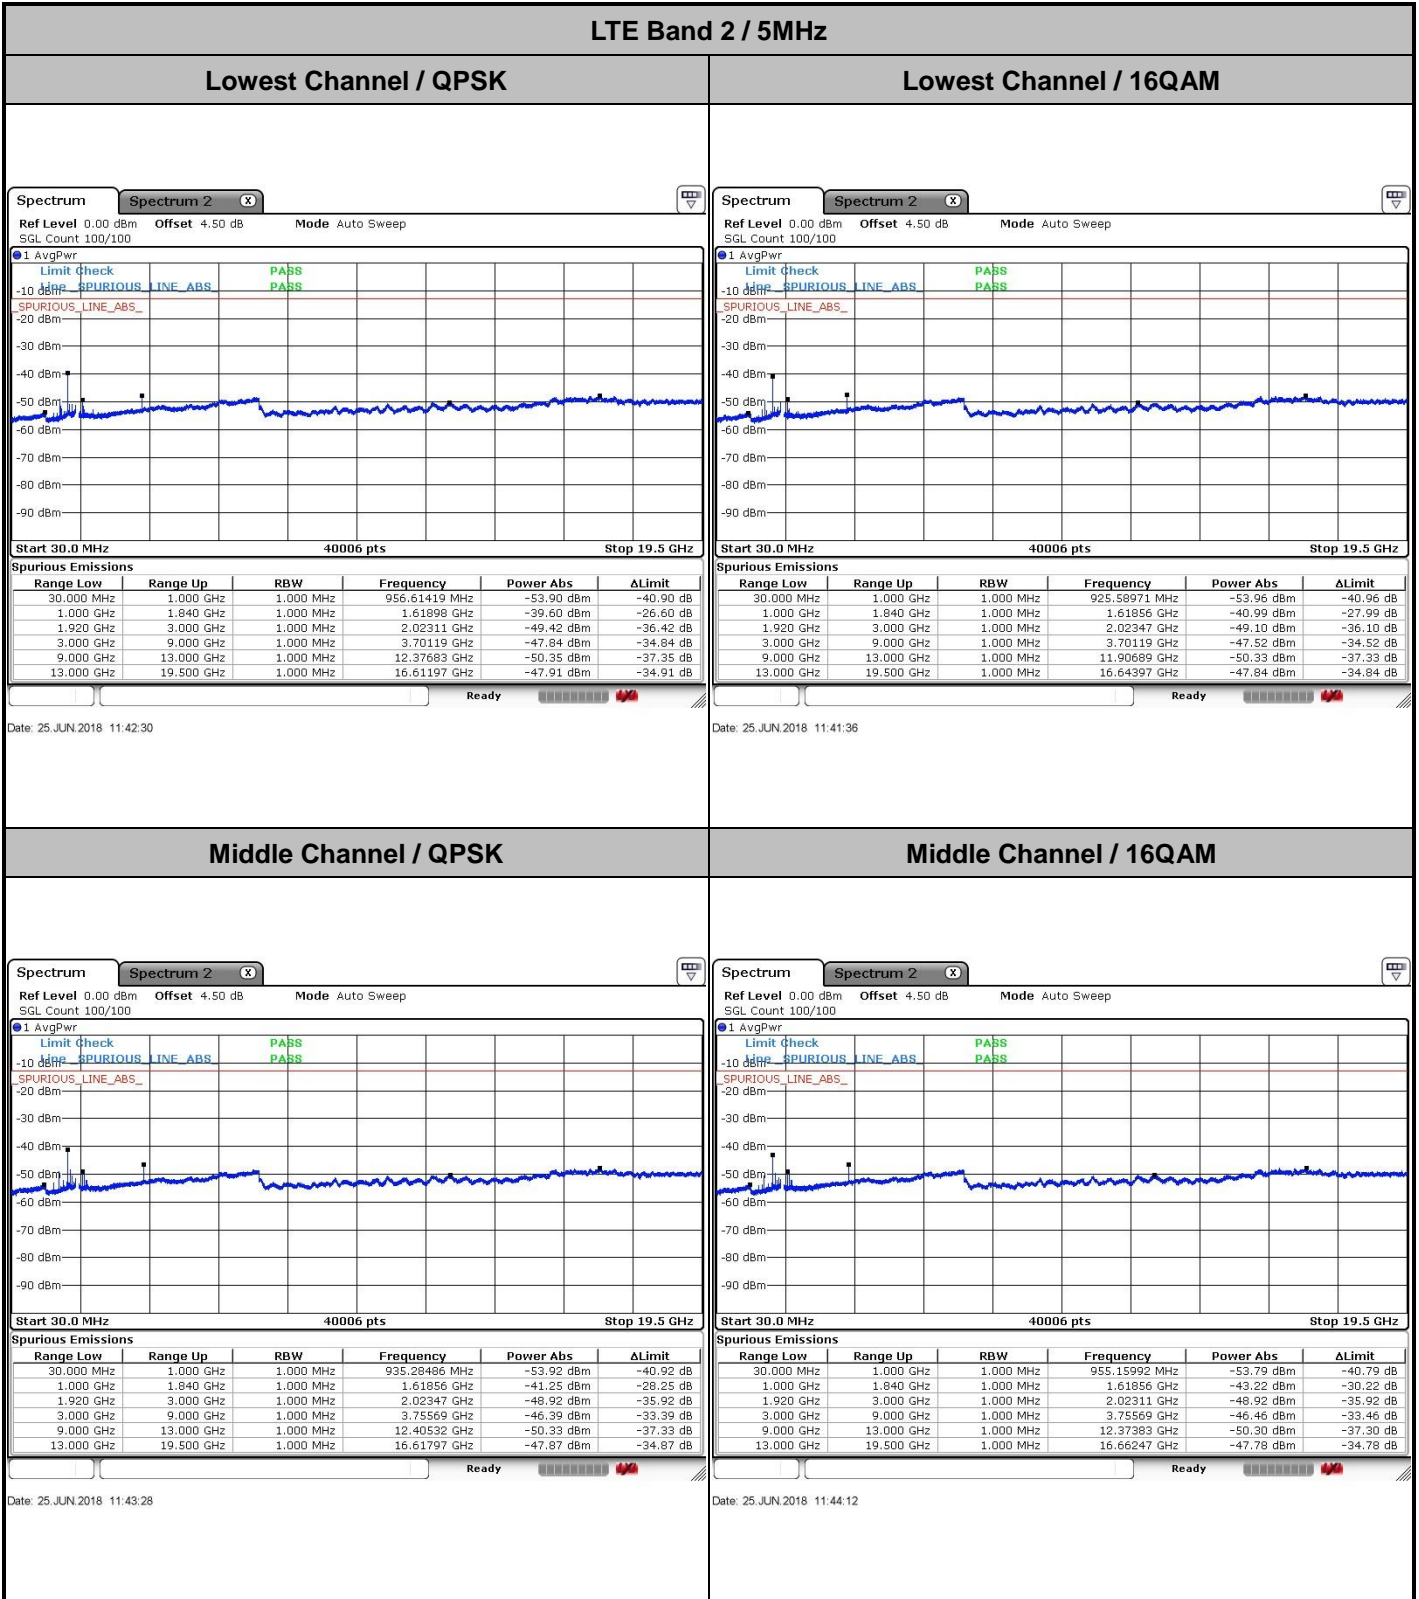 LTE Band 2 / 5MHz
Lowest Channel / QPSK
Lowest Channel / 16QAM
Spectrum
Spectrum 2
Ref Level 0.00 dBm Offset 4.50 dB Mode Auto Sweep
SGL Count 100/100
1 AvgPwr
Limit Check PASS
Line _SPURIOUS_LINE_ABS_ PASS
-10 dBm
_SPURIOUS_LINE_ABS_
-20 dBm
-30 dBm
-40 dBm
-50 dBm
-60 dBm
-70 dBm
-80 dBm
-90 dBm
Start 30.0 MHz 40006 pts Stop 19.5 GHz
Spurious Emissions
Range Low Range Up RBW Frequency Power Abs ΔLimit
30.000 MHz 1.000 GHz 1.000 MHz 956.61419 MHz -53.90 dBm -40.90 dB
1.000 GHz 1.840 GHz 1.000 MHz 1.61898 GHz -39.60 dBm -26.60 dB
1.920 GHz 3.000 GHz 1.000 MHz 2.02311 GHz -49.42 dBm -36.42 dB
3.000 GHz 9.000 GHz 1.000 MHz 3.70119 GHz -47.84 dBm -34.84 dB
9.000 GHz 13.000 GHz 1.000 MHz 12.37683 GHz -50.35 dBm -37.35 dB
13.000 GHz 19.500 GHz 1.000 MHz 16.61197 GHz -47.91 dBm -34.91 dB
Ready
Date: 25.JUN.2018 11:42:30
Spectrum
Spectrum 2
Ref Level 0.00 dBm Offset 4.50 dB Mode Auto Sweep
SGL Count 100/100
1 AvgPwr
Limit Check PASS
Line _SPURIOUS_LINE_ABS_ PASS
-10 dBm
_SPURIOUS_LINE_ABS_
-20 dBm
-30 dBm
-40 dBm
-50 dBm
-60 dBm
-70 dBm
-80 dBm
-90 dBm
Start 30.0 MHz 40006 pts Stop 19.5 GHz
Spurious Emissions
Range Low Range Up RBW Frequency Power Abs ΔLimit
30.000 MHz 1.000 GHz 1.000 MHz 925.58971 MHz -53.96 dBm -40.96 dB
1.000 GHz 1.840 GHz 1.000 MHz 1.61856 GHz -40.99 dBm -27.99 dB
1.920 GHz 3.000 GHz 1.000 MHz 2.02347 GHz -49.10 dBm -36.10 dB
3.000 GHz 9.000 GHz 1.000 MHz 3.70119 GHz -47.52 dBm -34.52 dB
9.000 GHz 13.000 GHz 1.000 MHz 11.90689 GHz -50.33 dBm -37.33 dB
13.000 GHz 19.500 GHz 1.000 MHz 16.64397 GHz -47.84 dBm -34.84 dB
Ready
Date: 25.JUN.2018 11:41:36
Middle Channel / QPSK
Middle Channel / 16QAM
Spectrum
Spectrum 2
Ref Level 0.00 dBm Offset 4.50 dB Mode Auto Sweep
SGL Count 100/100
1 AvgPwr
Limit Check PASS
Line _SPURIOUS_LINE_ABS_ PASS
-10 dBm
_SPURIOUS_LINE_ABS_
-20 dBm
-30 dBm
-40 dBm
-50 dBm
-60 dBm
-70 dBm
-80 dBm
-90 dBm
Start 30.0 MHz 40006 pts Stop 19.5 GHz
Spurious Emissions
Range Low Range Up RBW Frequency Power Abs ΔLimit
30.000 MHz 1.000 GHz 1.000 MHz 935.28486 MHz -53.92 dBm -40.92 dB
1.000 GHz 1.840 GHz 1.000 MHz 1.61856 GHz -41.25 dBm -28.25 dB
1.920 GHz 3.000 GHz 1.000 MHz 2.02347 GHz -48.92 dBm -35.92 dB
3.000 GHz 9.000 GHz 1.000 MHz 3.75569 GHz -46.39 dBm -33.39 dB
9.000 GHz 13.000 GHz 1.000 MHz 12.40532 GHz -50.33 dBm -37.33 dB
13.000 GHz 19.500 GHz 1.000 MHz 16.61797 GHz -47.87 dBm -34.87 dB
Ready
Date: 25.JUN.2018 11:43:28
Spectrum
Spectrum 2
Ref Level 0.00 dBm Offset 4.50 dB Mode Auto Sweep
SGL Count 100/100
1 AvgPwr
Limit Check PASS
Line _SPURIOUS_LINE_ABS_ PASS
-10 dBm
_SPURIOUS_LINE_ABS_
-20 dBm
-30 dBm
-40 dBm
-50 dBm
-60 dBm
-70 dBm
-80 dBm
-90 dBm
Start 30.0 MHz 40006 pts Stop 19.5 GHz
Spurious Emissions
Range Low Range Up RBW Frequency Power Abs ΔLimit
30.000 MHz 1.000 GHz 1.000 MHz 955.15992 MHz -53.79 dBm -40.79 dB
1.000 GHz 1.840 GHz 1.000 MHz 1.61856 GHz -43.22 dBm -30.22 dB
1.920 GHz 3.000 GHz 1.000 MHz 2.02311 GHz -48.92 dBm -35.92 dB
3.000 GHz 9.000 GHz 1.000 MHz 3.75569 GHz -46.46 dBm -33.46 dB
9.000 GHz 13.000 GHz 1.000 MHz 12.37383 GHz -50.30 dBm -37.30 dB
13.000 GHz 19.500 GHz 1.000 MHz 16.66247 GHz -47.78 dBm -34.78 dB
Ready
Date: 25.JUN.2018 11:44:12